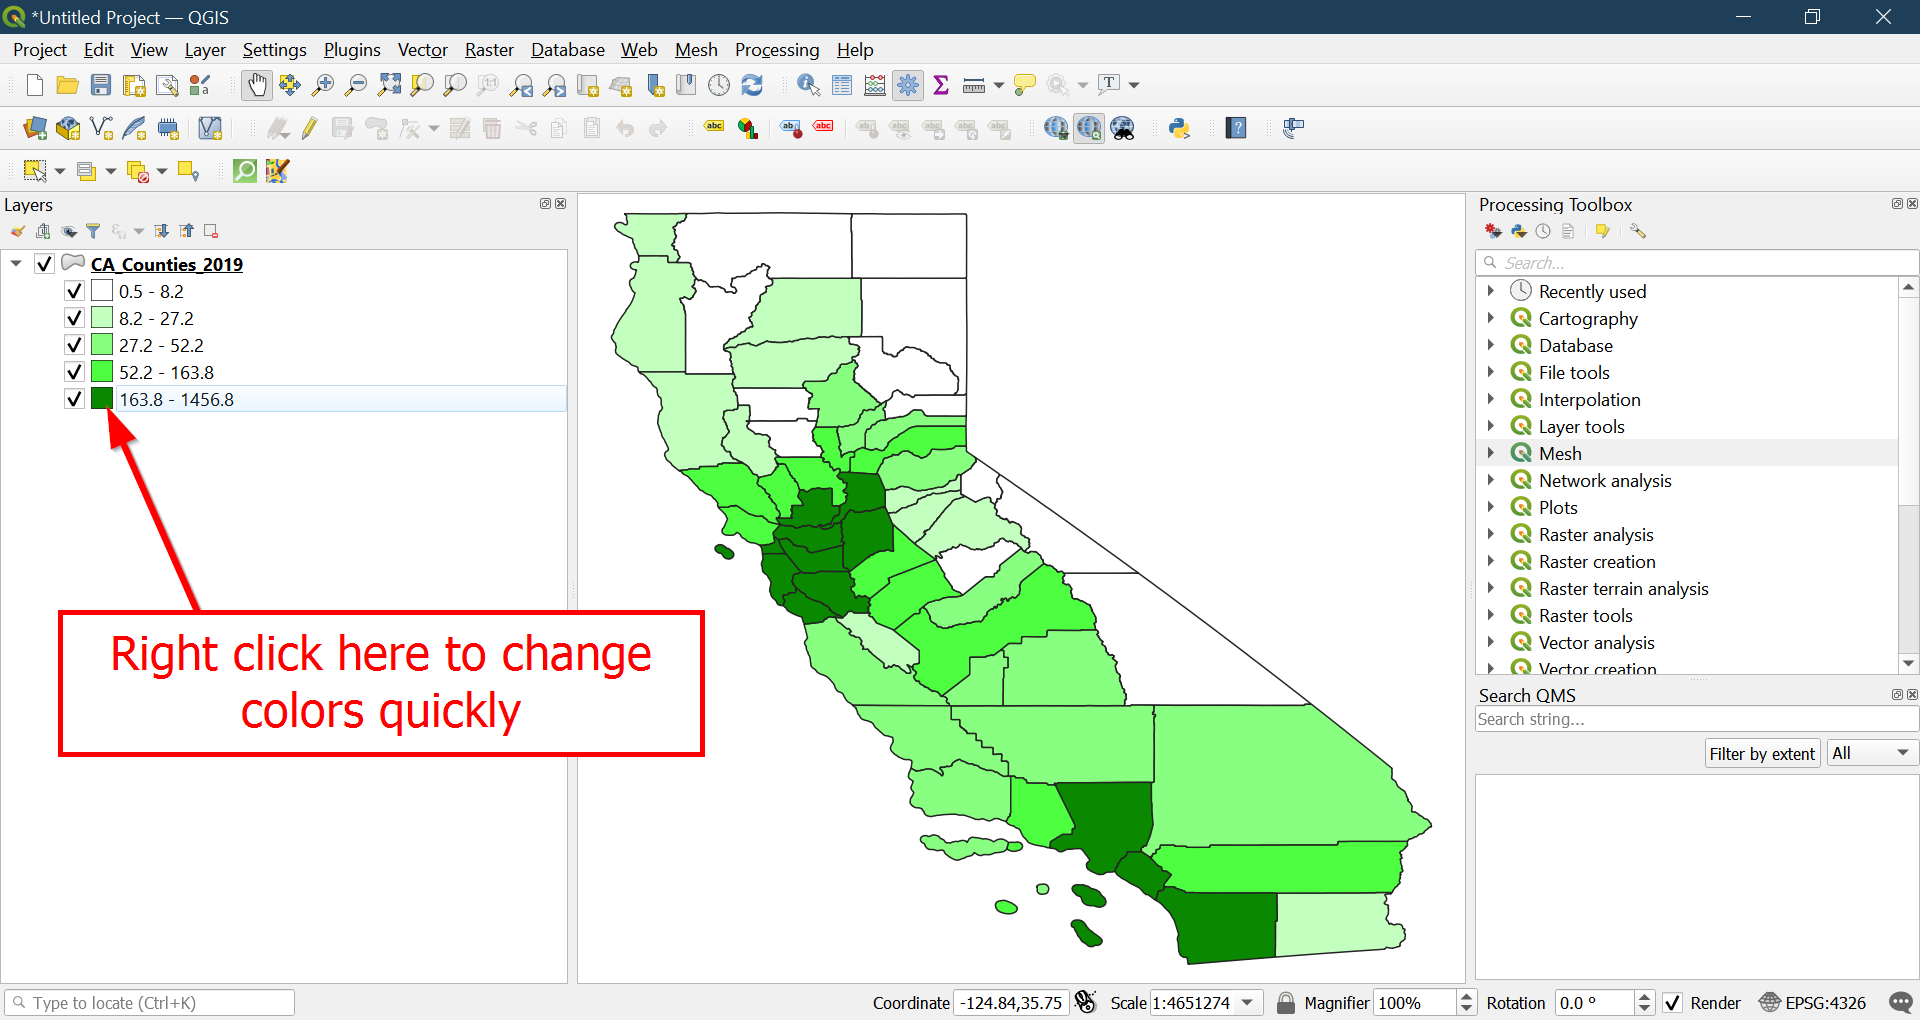 *Untitled Project — QGIS
Project Edit View Layer Settings Plugins Vector Raster Database Web Mesh Processing Help
Layers
CA_Counties_2019
0.5 - 8.2
8.2 - 27.2
27.2 - 52.2
52.2 - 163.8
163.8 - 1456.8
Right click here to change
colors quickly
Processing Toolbox
Search...
Recently used
Cartography
Database
File tools
Interpolation
Layer tools
Mesh
Network analysis
Plots
Raster analysis
Raster creation
Raster terrain analysis
Raster tools
Vector analysis
Vector creation
Search QMS
Search string...
Filter by extent All
Type to locate (Ctrl+K) Coordinate -124.84,35.75 Scale 1:4651274 Magnifier 100% Rotation 0.0 ° Render EPSG:4326